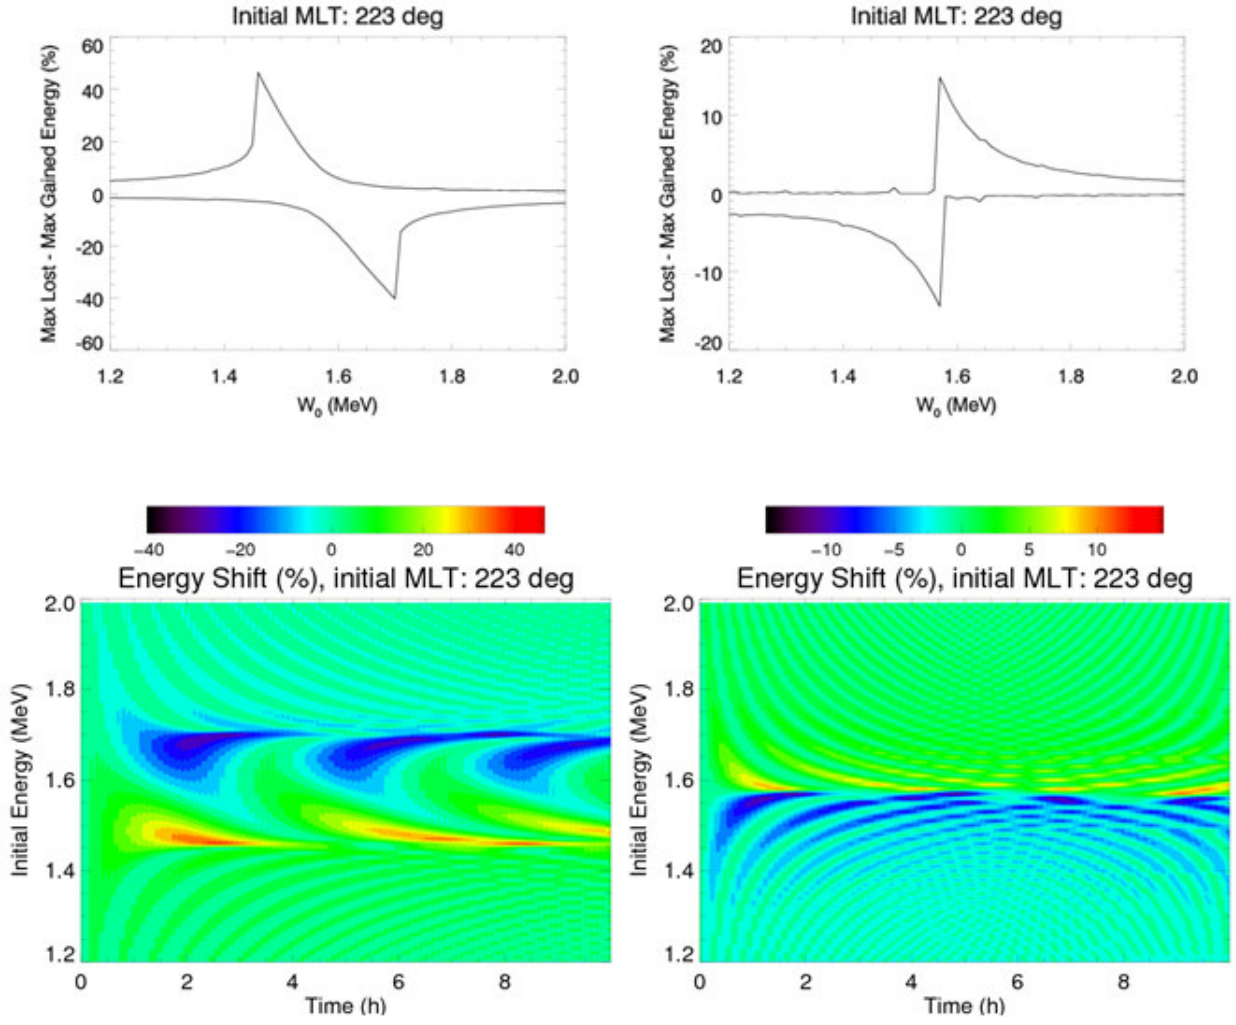 Initial MLT: 223 deg
Max Lost - Max Gained Energy (%)
60
40
20
0
-20
-40
-60
1.2 1.4 1.6 1.8 2.0
W0 (MeV)
Initial MLT: 223 deg
Max Lost - Max Gained Energy (%)
20
10
0
-10
-20
1.2 1.4 1.6 1.8 2.0
W0 (MeV)
−40 −20 0 20 40
Energy Shift (%), initial MLT: 223 deg
Initial Energy (MeV)
2.0
1.8
1.6
1.4
1.2
0 2 4 6 8
Time (h)
−10 −5 0 5 10
Energy Shift (%), initial MLT: 223 deg
Initial Energy (MeV)
2.0
1.8
1.6
1.4
1.2
0 2 4 6 8
Time (h)